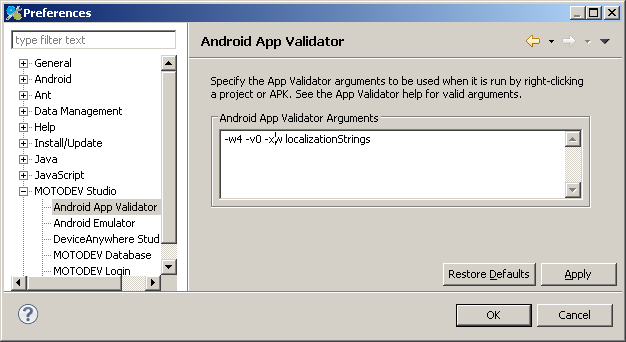 Preferences
type filter text
General
Android
Ant
Data Management
Help
Install/Update
Java
JavaScript
MOTODEV Studio
Android App Validator
Android Emulator
DeviceAnywhere Stud
MOTODEV Database
MOTODEV Login
Android App Validator
Specify the App Validator arguments to be used when it is run by right-clicking
a project or APK. See the App Validator help for valid arguments.
Android App Validator Arguments
-w4 -v0 -xw localizationStrings
Restore Defaults
Apply
?
OK
Cancel